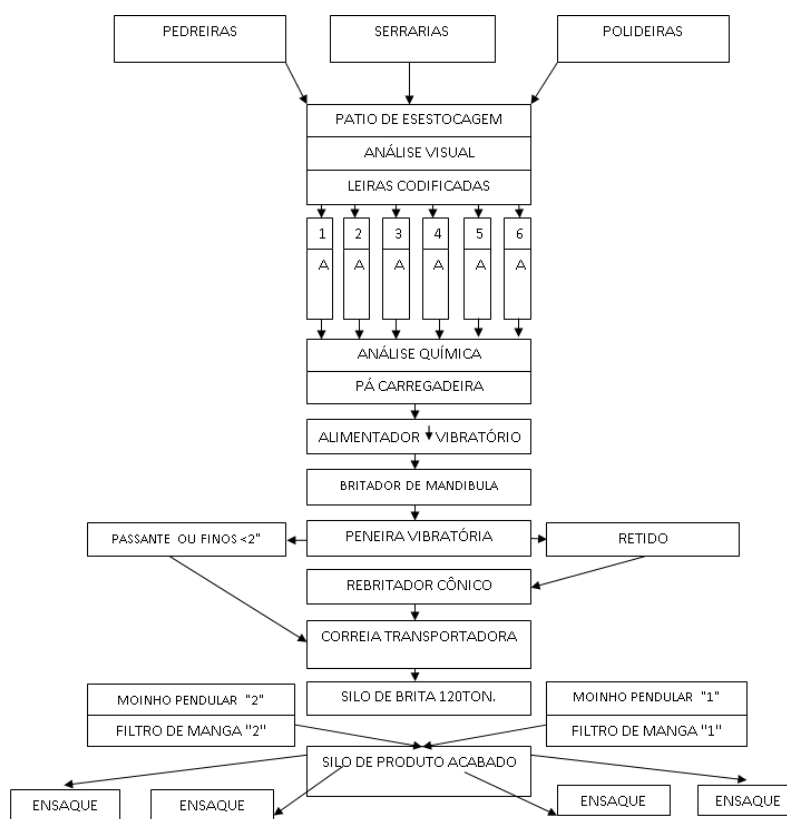 PEDREIRAS
SERRARIAS
POLIDEIRAS
PATIO DE ESESTOCAGEM
ANÁLISE VISUAL
LEIRAS CODIFICADAS
1 2 3 4 5 6
A A A A A A
ANÁLISE QUÍMICA
PÁ CARREGADEIRA
ALIMENTADOR VIBRATÓRIO
BRITADOR DE MANDIBULA
PASSANTE OU FINOS <2"
PENEIRA VIBRATÓRIA
RETIDO
REBRITADOR CÔNICO
CORREIA TRANSPORTADORA
MOINHO PENDULAR "2"
SILO DE BRITA 120TON.
MOINHO PENDULAR "1"
FILTRO DE MANGA "2"
FILTRO DE MANGA "1"
SILO DE PRODUTO ACABADO
ENSAQUE
ENSAQUE
ENSAQUE
ENSAQUE